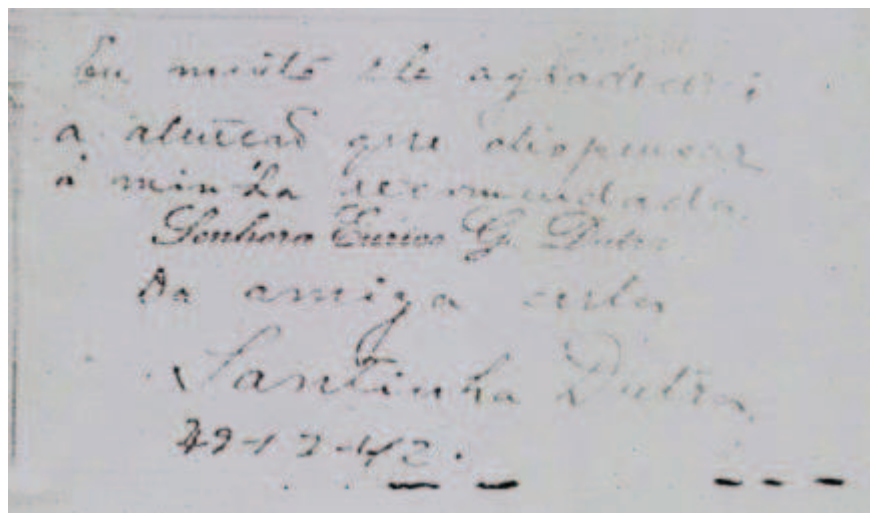 Eu muito lhe agradecerei
a atenção que dispensar
á minha recomendada.
Senhora Eurico G. Dutra
Da amiga certa
Santinha Dutra
29-12-42.